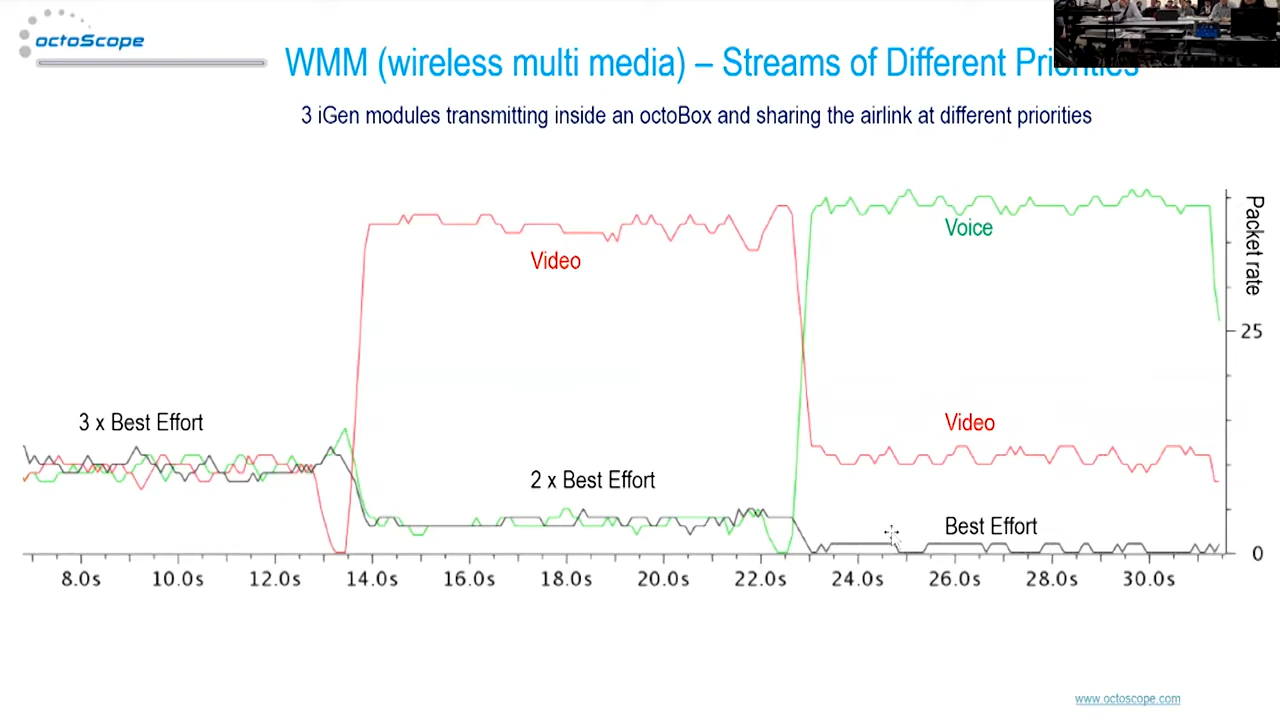 octoScope
WMM (wireless multi media) – Streams of Different Priorities
3 iGen modules transmitting inside an octoBox and sharing the airlink at different priorities
Packet rate
Voice
Video
25
3 x Best Effort
Video
2 x Best Effort
Best Effort
0
8.0s 10.0s 12.0s 14.0s 16.0s 18.0s 20.0s 22.0s 24.0s 26.0s 28.0s 30.0s
www.octoscope.com